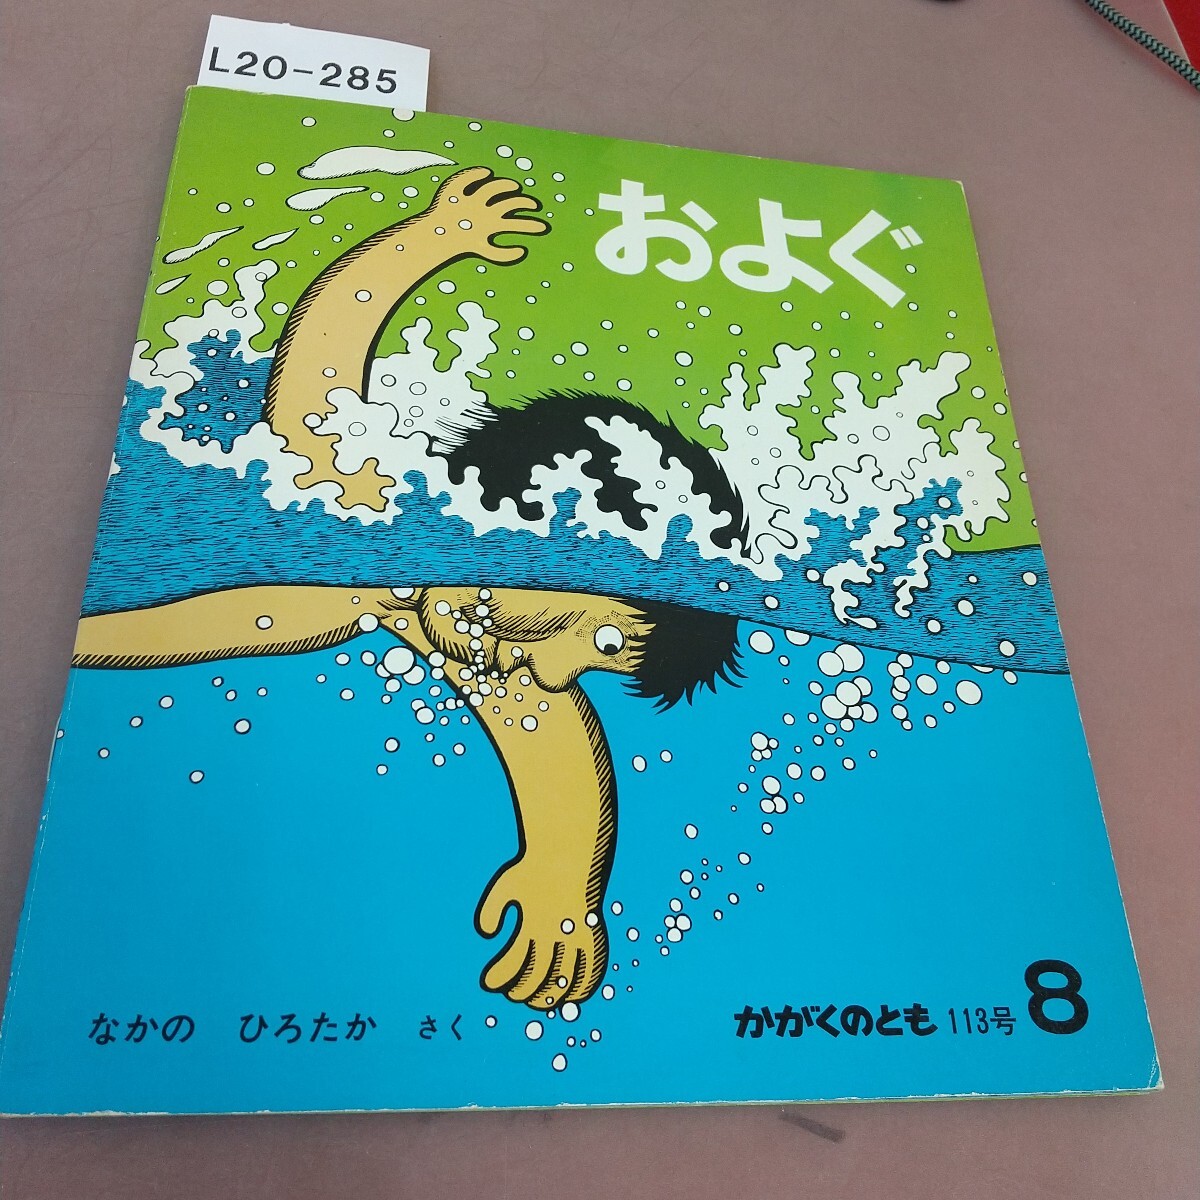 L20-285
およぐ
なかの ひろたか さく
かがくのとも 113号 8